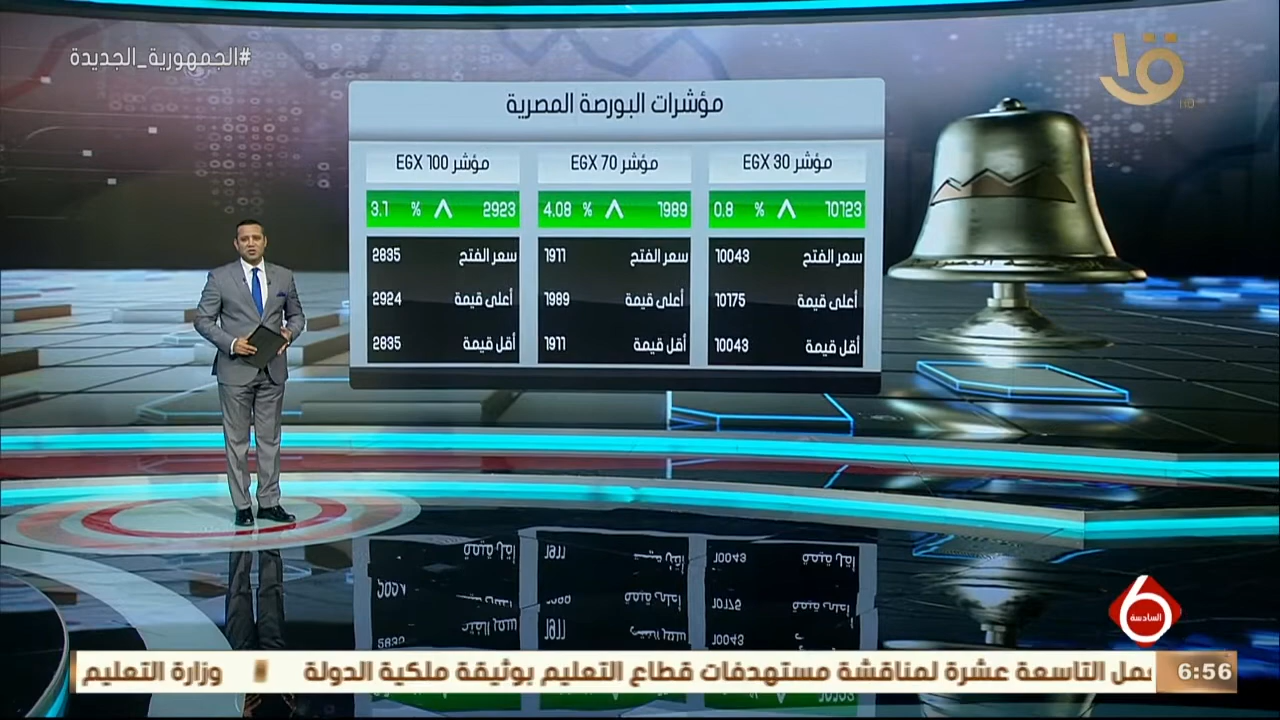 #الجمهورية_الجديدة
مؤشرات البورصة المصرية
مؤشر EGX 30
10123 % 0.8
سعر الفتح 10043
أعلى قيمة 10175
أقل قيمة 10043
مؤشر EGX 70
1989 % 4.08
سعر الفتح 1911
أعلى قيمة 1989
أقل قيمة 1911
مؤشر EGX 100
2923 % 3.1
سعر الفتح 2835
أعلى قيمة 2924
أقل قيمة 2835
HD
6
السادسة
التاسعة عشرة لمناقشة مستهدفات قطاع التعليم بوثيقة ملكية الدولة
وزارة التعليم
6:56